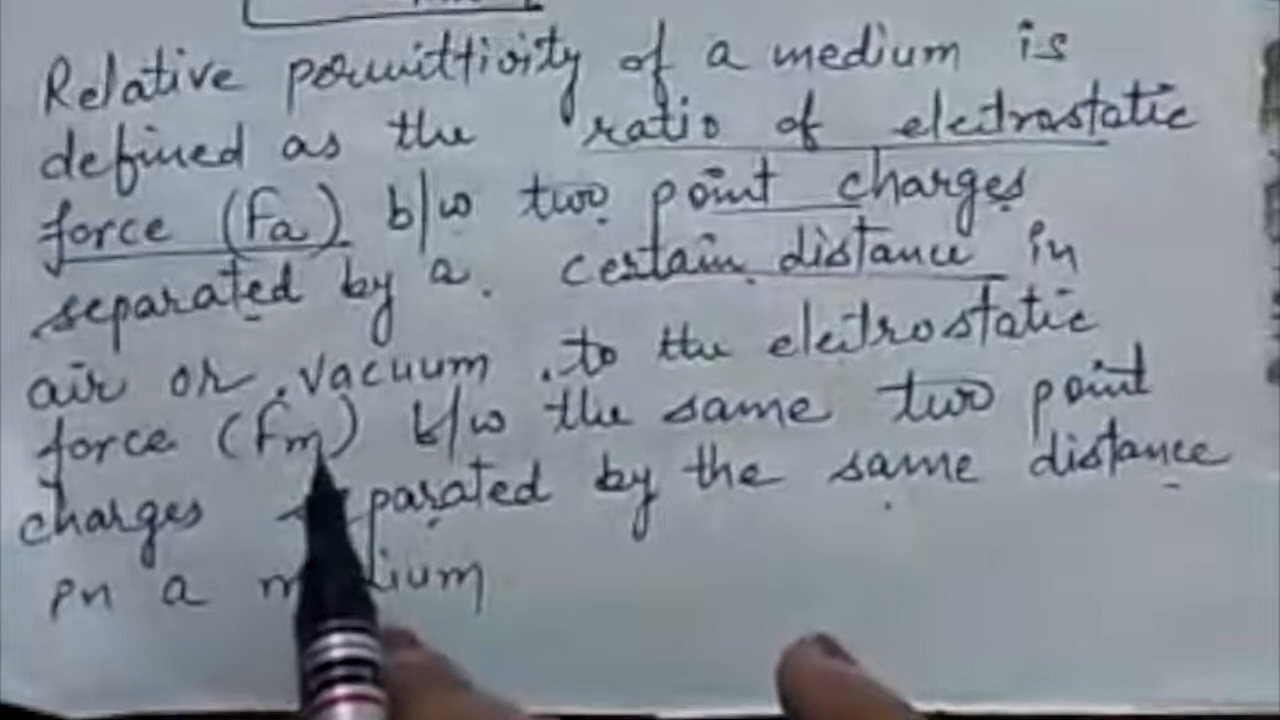 Relative permittivity of a medium is
defined as the ratio of electrostatic
force (Fa) b/w two point charges
separated by a certain distance in
air or vacuum to the electrostatic
force (Fm) b/w the same two point
charges separated by the same distance
in a medium